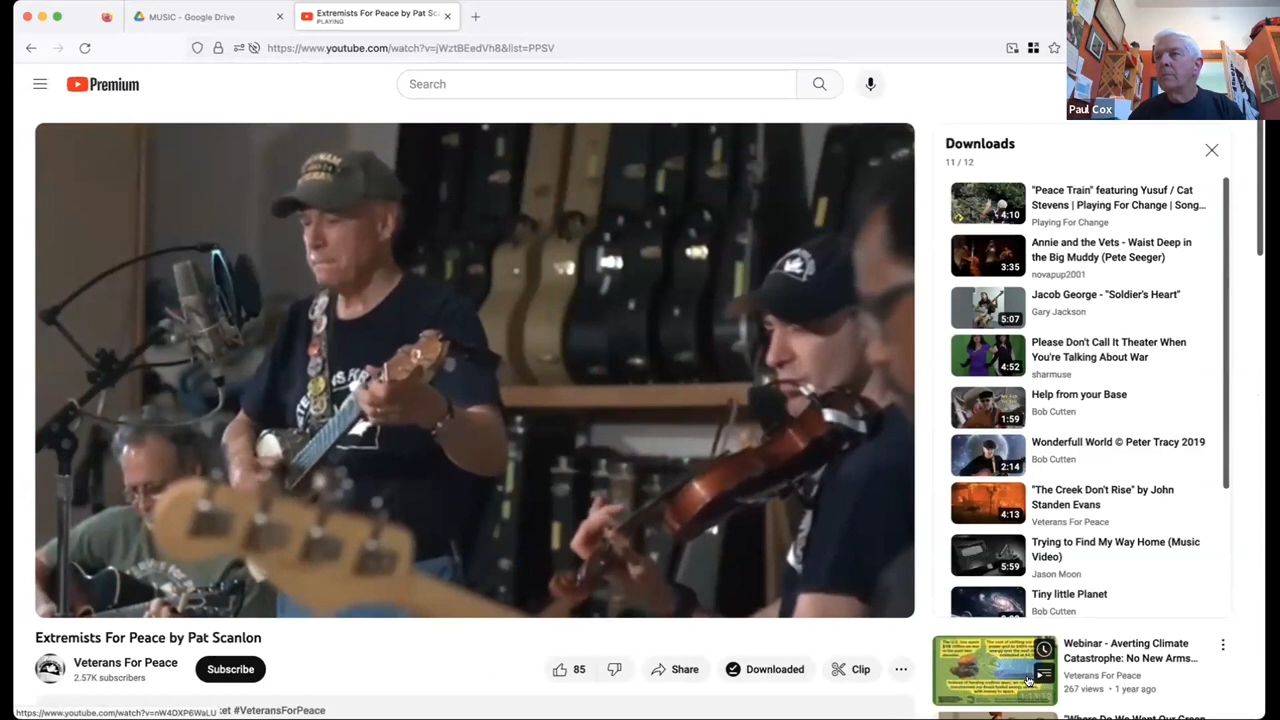 MUSIC - Google Drive
Extremists For Peace by Pat Sca
PLAYING
https://www.youtube.com/watch?v=jWztBEedVh8&list=PPSV
Premium
Search
Paul Cox
Downloads
11 / 12
4:10
"Peace Train" featuring Yusuf / Cat
Stevens | Playing For Change | Song...
Playing For Change
3:35
Annie and the Vets - Waist Deep in
the Big Muddy (Pete Seeger)
novapup2001
5:07
Jacob George - "Soldier's Heart"
Gary Jackson
4:52
Please Don't Call It Theater When
You're Talking About War
sharmuse
1:59
Help from your Base
Bob Cutten
2:14
Wonderfull World © Peter Tracy 2019
Bob Cutten
4:13
"The Creek Don't Rise" by John
Standen Evans
Veterans For Peace
5:59
Trying to Find My Way Home (Music
Video)
Jason Moon
Tiny little Planet
Bob Cutten
Extremists For Peace by Pat Scanlon
Veterans For Peace
2.57K subscribers
Subscribe
85
Share
Downloaded
Clip
Webinar - Averting Climate
Catastrophe: No New Arms...
Veterans For Peace
267 views • 1 year ago
https://www.youtube.com/watch?v=nW4DXP6WaLU
#VeteransForPeace